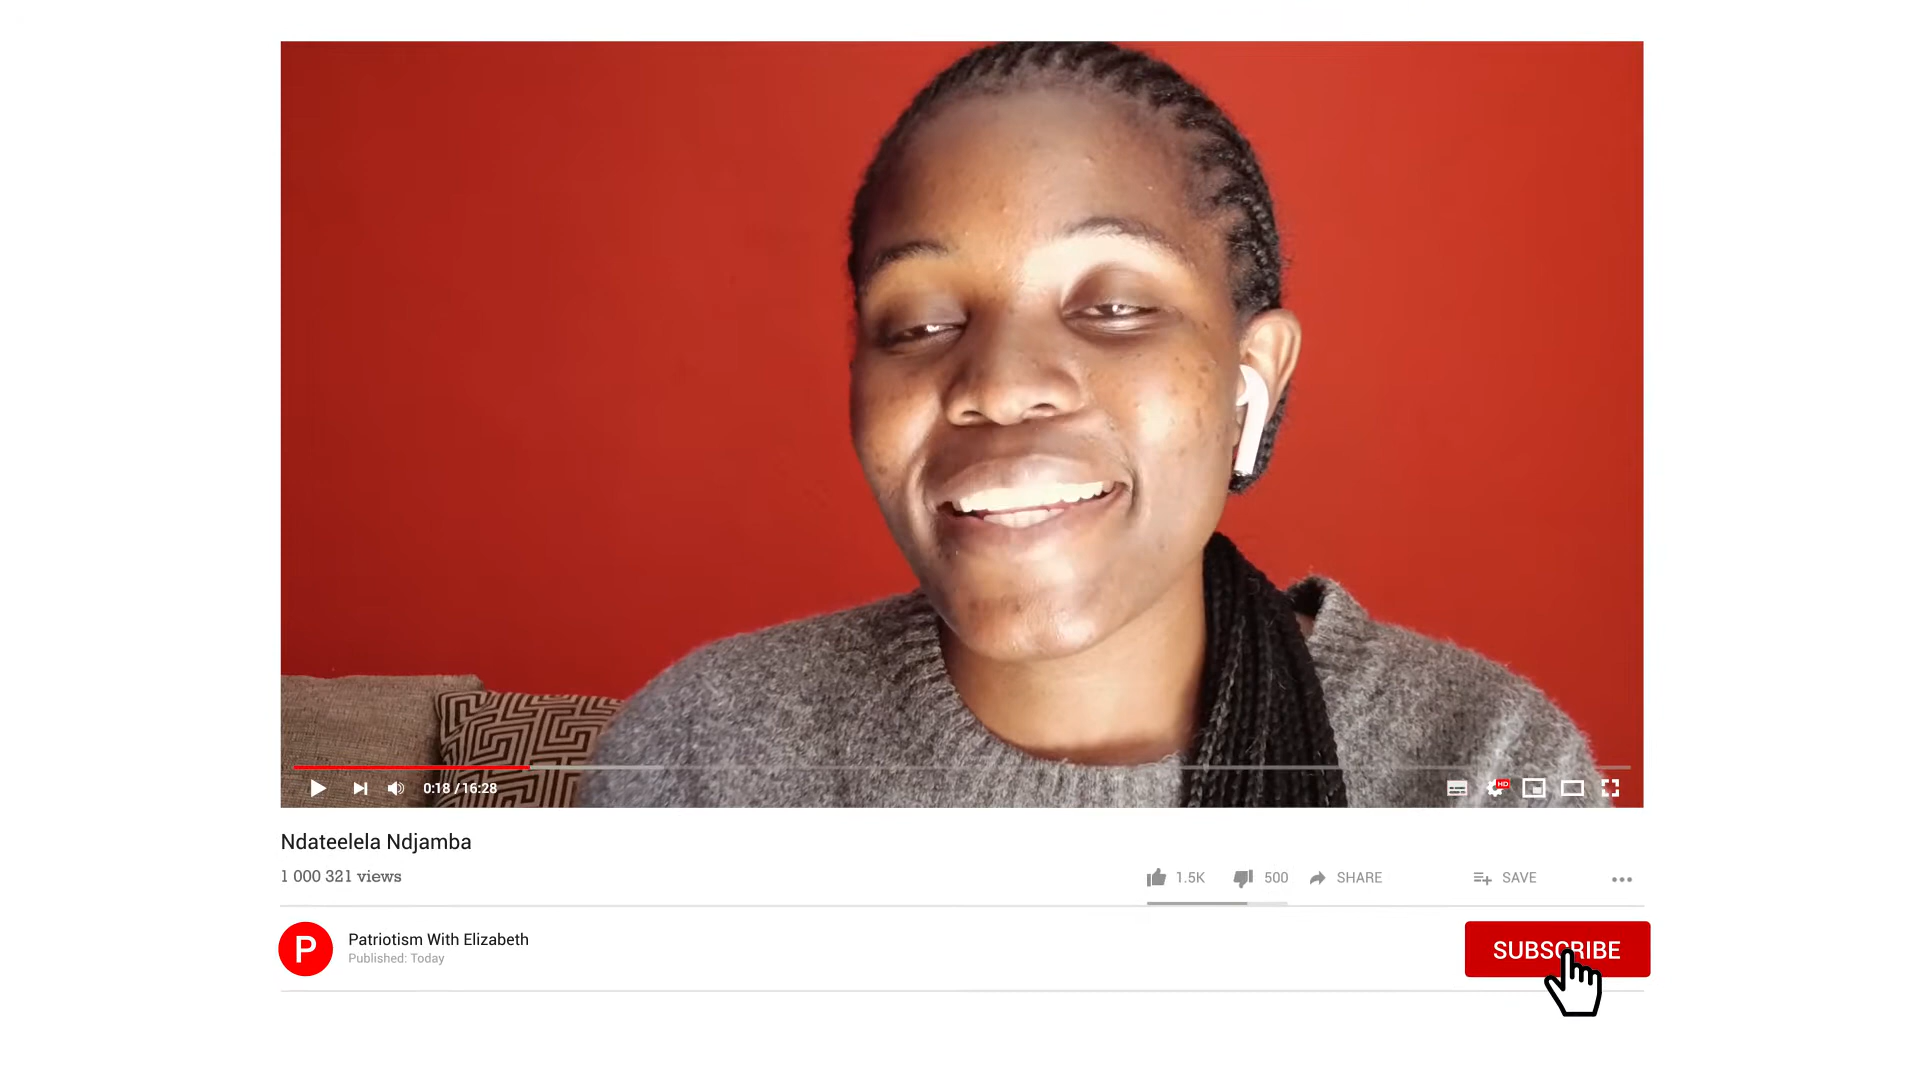 HD
0:18 / 16:28
Ndateelela Ndjamba
1 000 321 views
1.5K 500 SHARE SAVE
P
Patriotism With Elizabeth
Published: Today
SUBSCRIBE